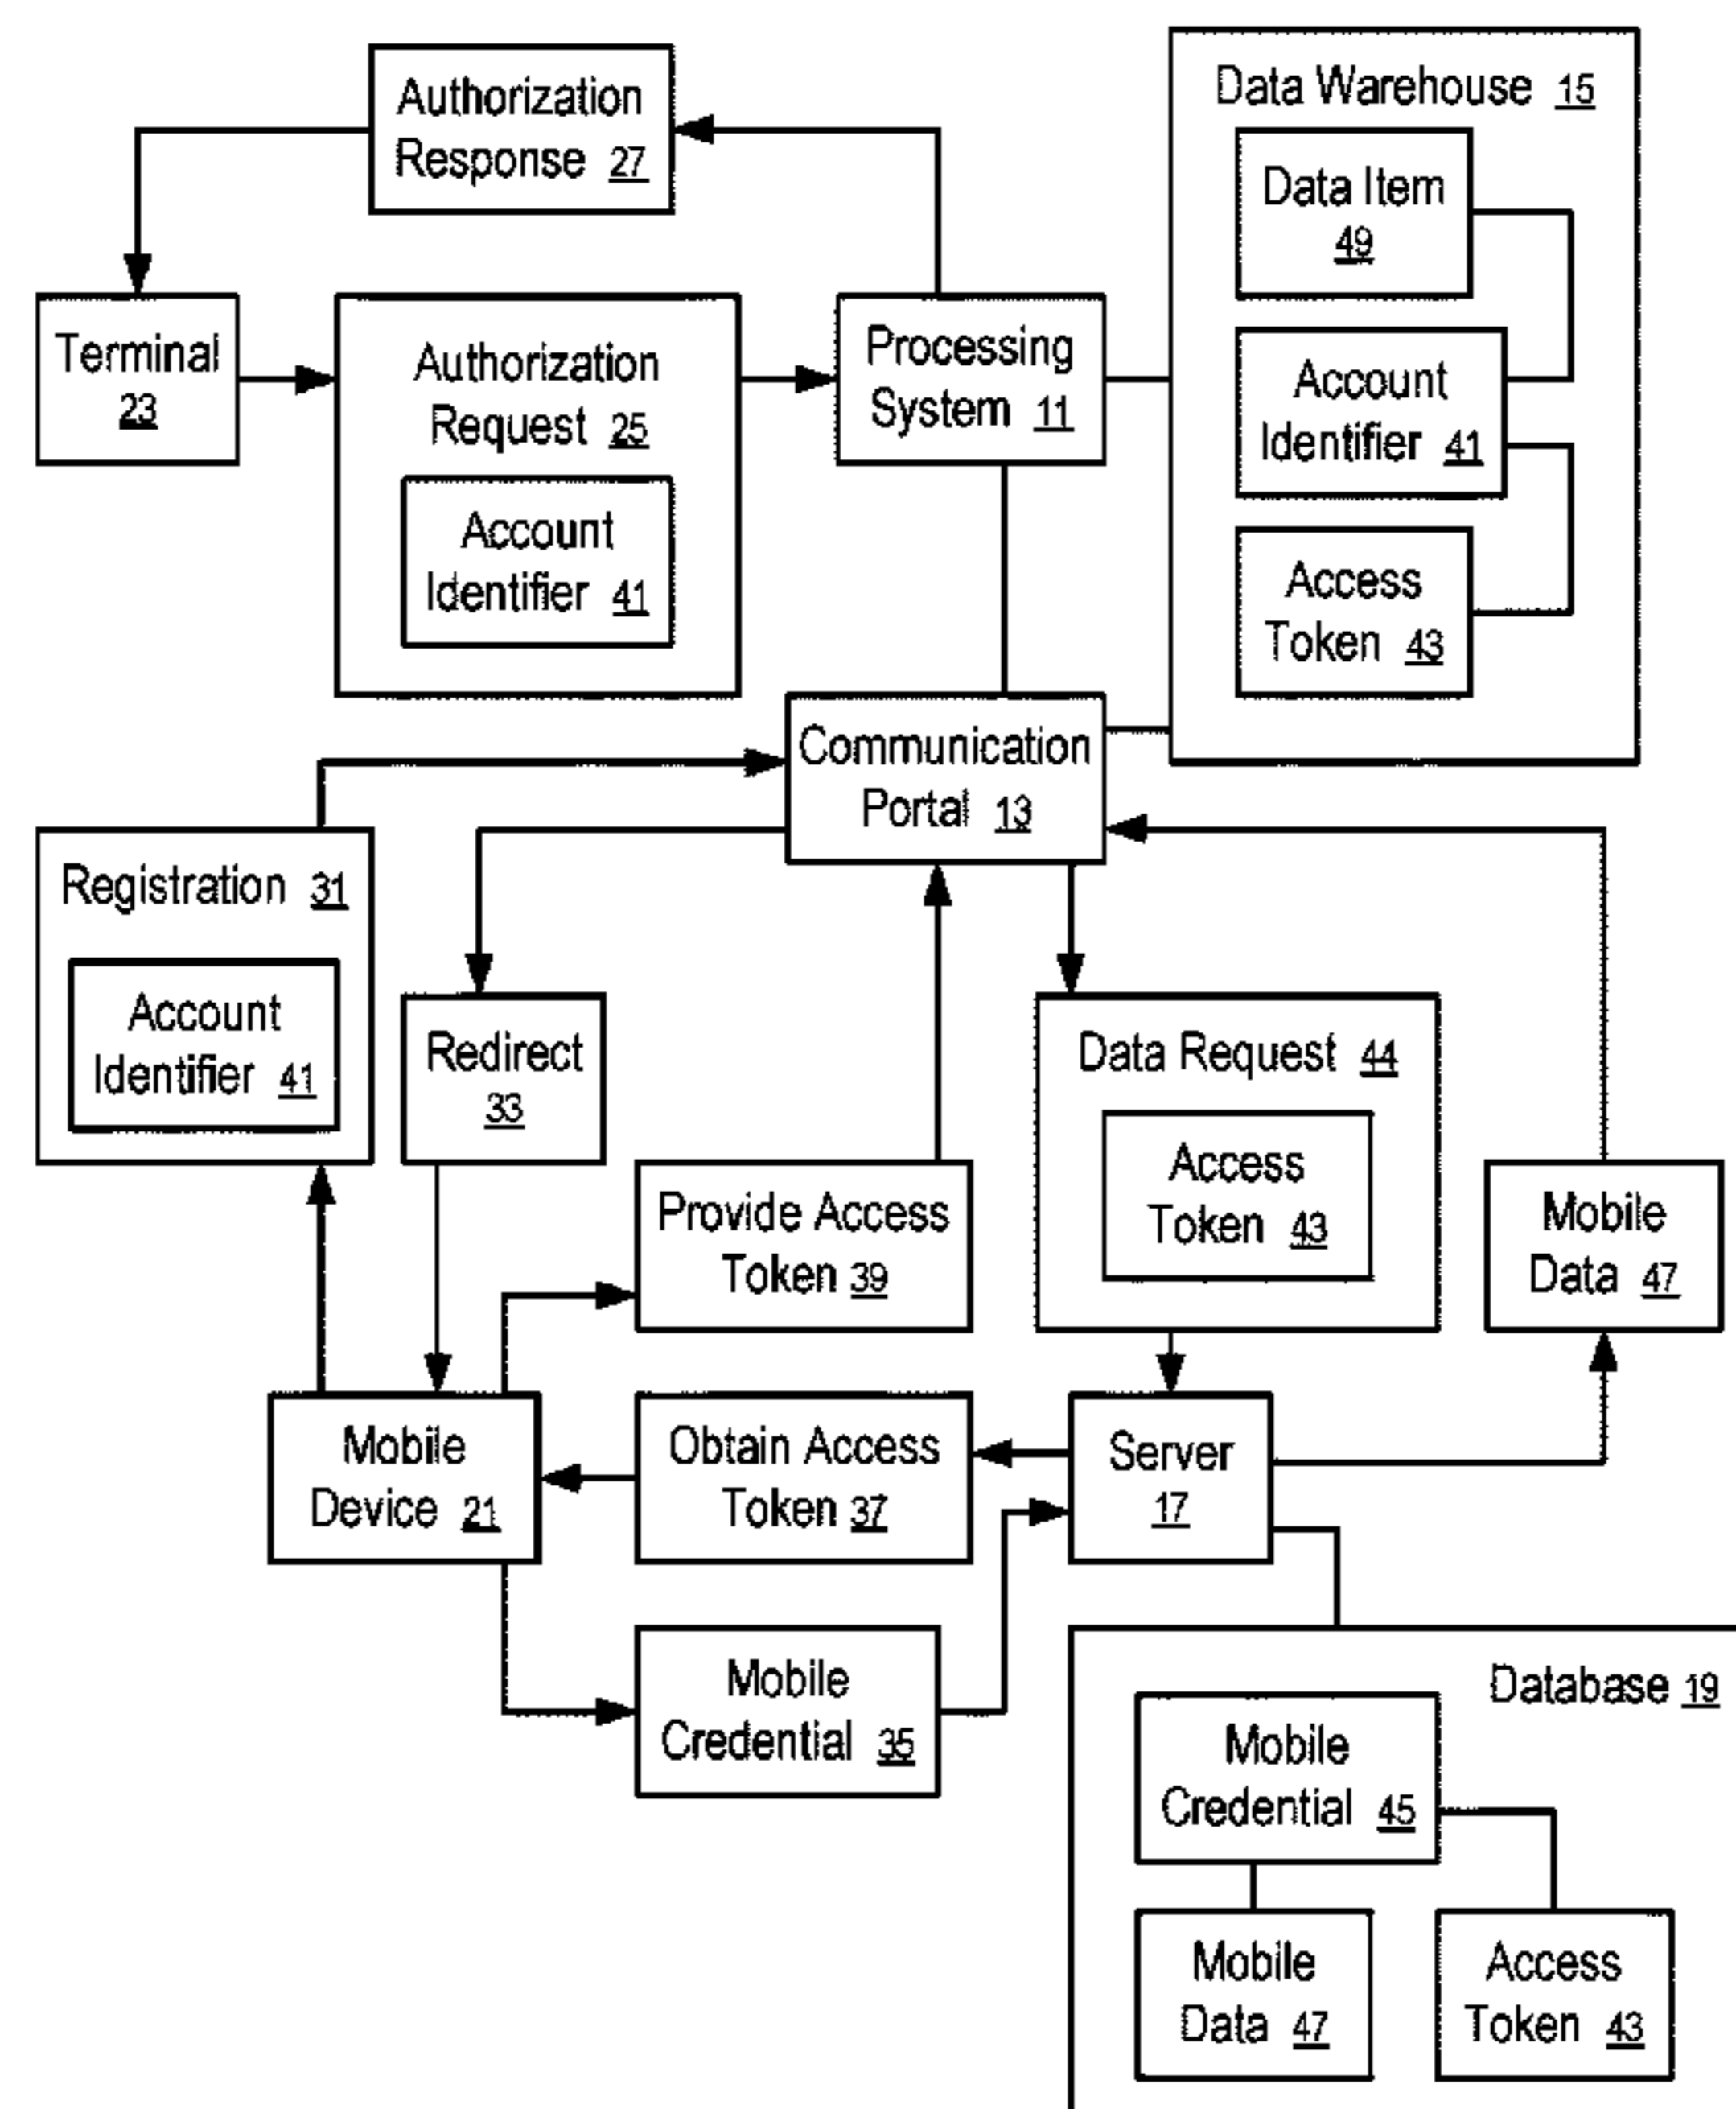 Authorization
Response 27
Data Warehouse 15
Data Item
49
Terminal
23
Authorization
Request 25
Account
Identifier 41
Processing
System 11
Account
Identifier 41
Access
Token 43
Communication
Portal 13
Registration 31
Account
Identifier 41
Redirect
33
Data Request 44
Access
Token 43
Provide Access
Token 39
Mobile
Data 47
Mobile
Device 21
Obtain Access
Token 37
Server
17
Mobile
Credential 35
Database 19
Mobile
Credential 45
Mobile
Data 47
Access
Token 43